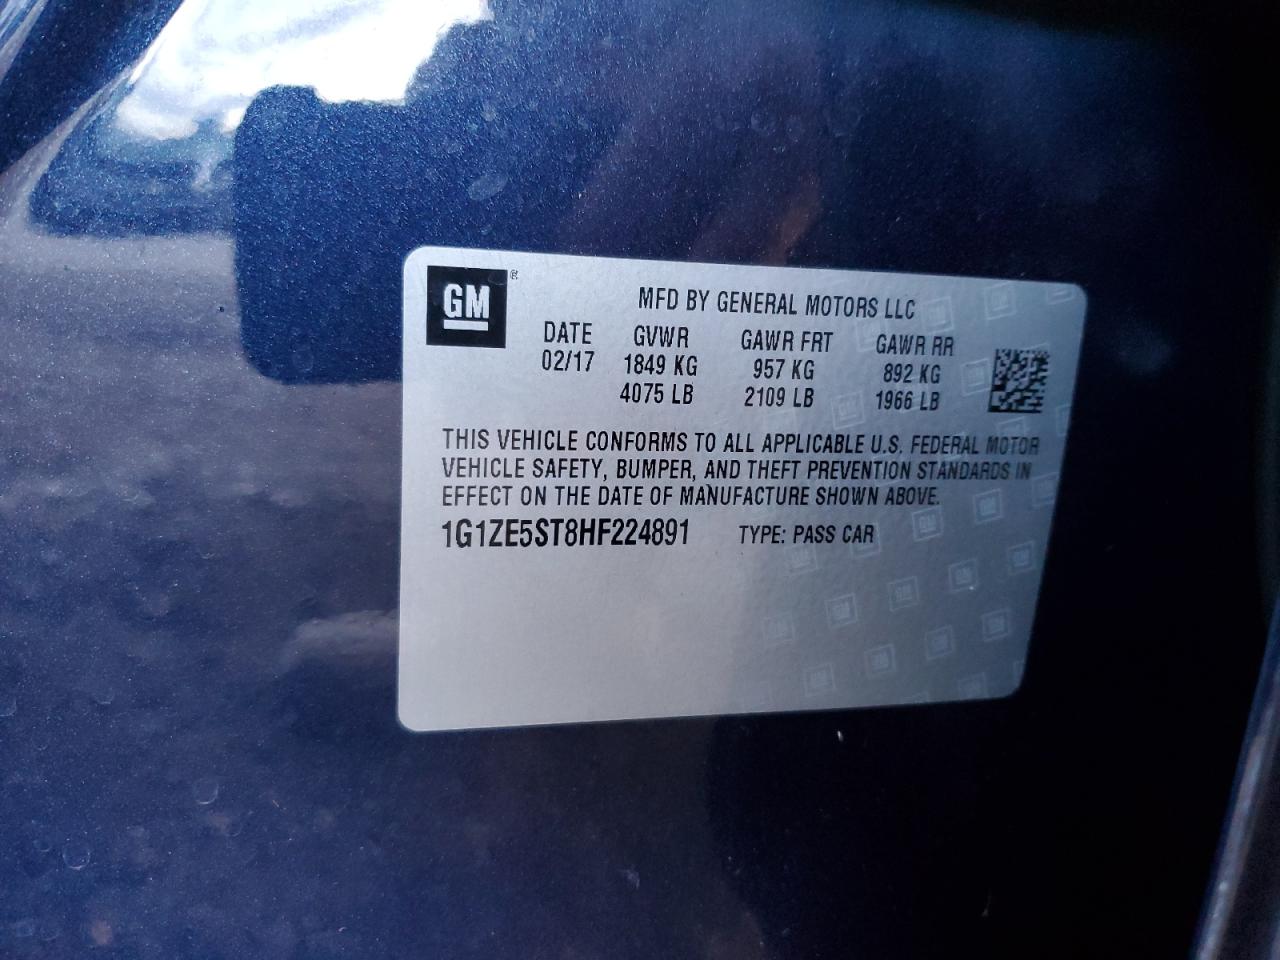 GM ®
MFD BY GENERAL MOTORS LLC
DATE GVWR GAWR FRT GAWR RR
02/17 1849 KG 957 KG 892 KG
4075 LB 2109 LB 1966 LB
THIS VEHICLE CONFORMS TO ALL APPLICABLE U.S. FEDERAL MOTOR
VEHICLE SAFETY, BUMPER, AND THEFT PREVENTION STANDARDS IN
EFFECT ON THE DATE OF MANUFACTURE SHOWN ABOVE.
1G1ZE5ST8HF224891 TYPE: PASS CAR